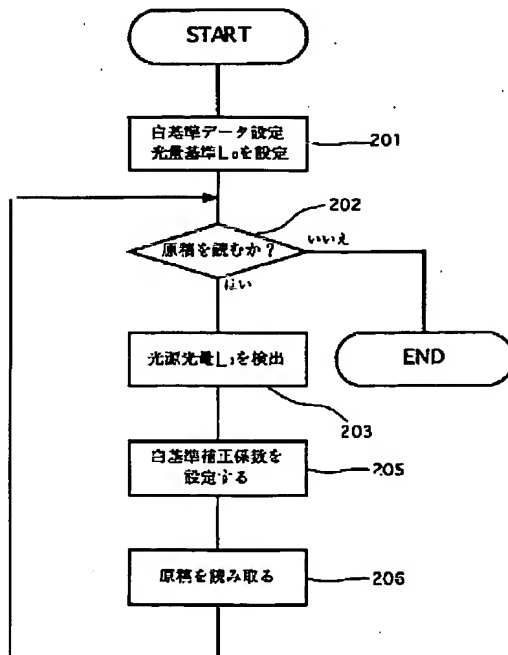 START
白基準データ設定
光量基準L₀を設定
201
202
原稿を読むか?
いいえ
はい
光源光量L₁を検出
END
203
白基準補正係数を
設定する
205
原稿を読み取る
206